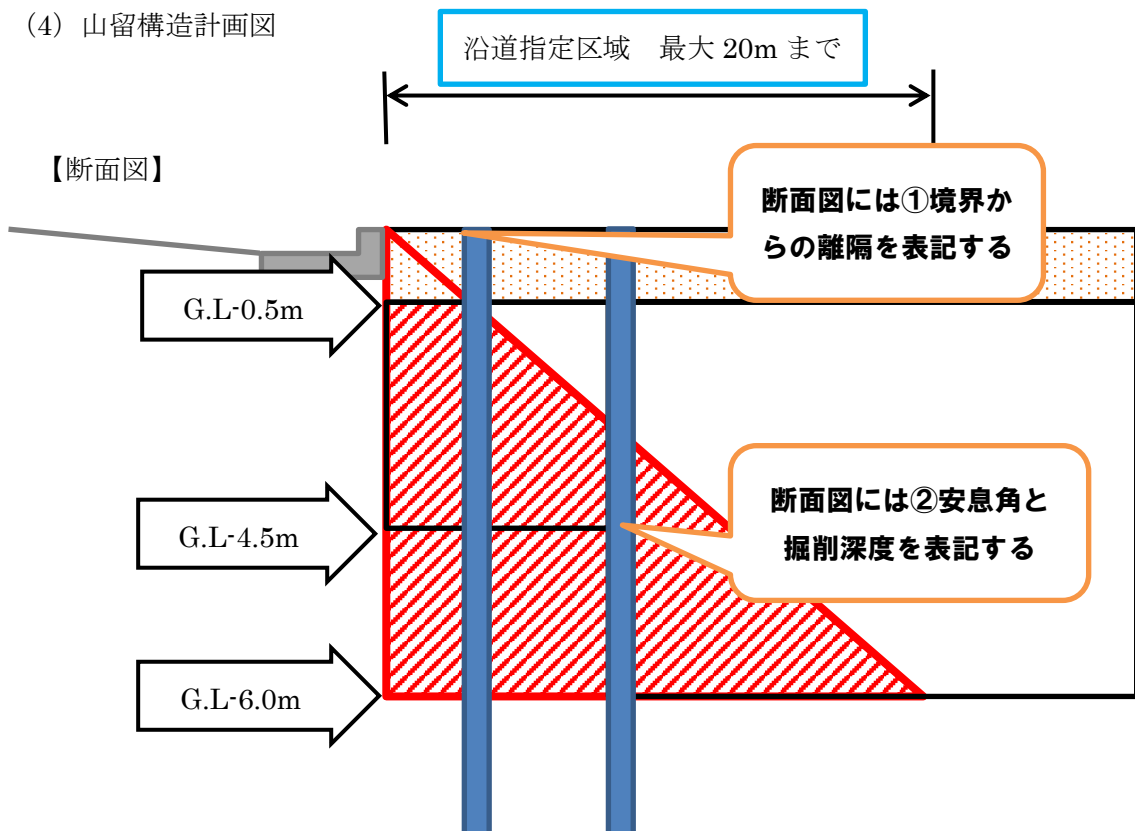 (4) 山留構造計画図
沿道指定区域　最大 20m まで
【断面図】
断面図には①境界か
らの離隔を表記する
G.L-0.5m
断面図には②安息角と
掘削深度を表記する
G.L-4.5m
G.L-6.0m